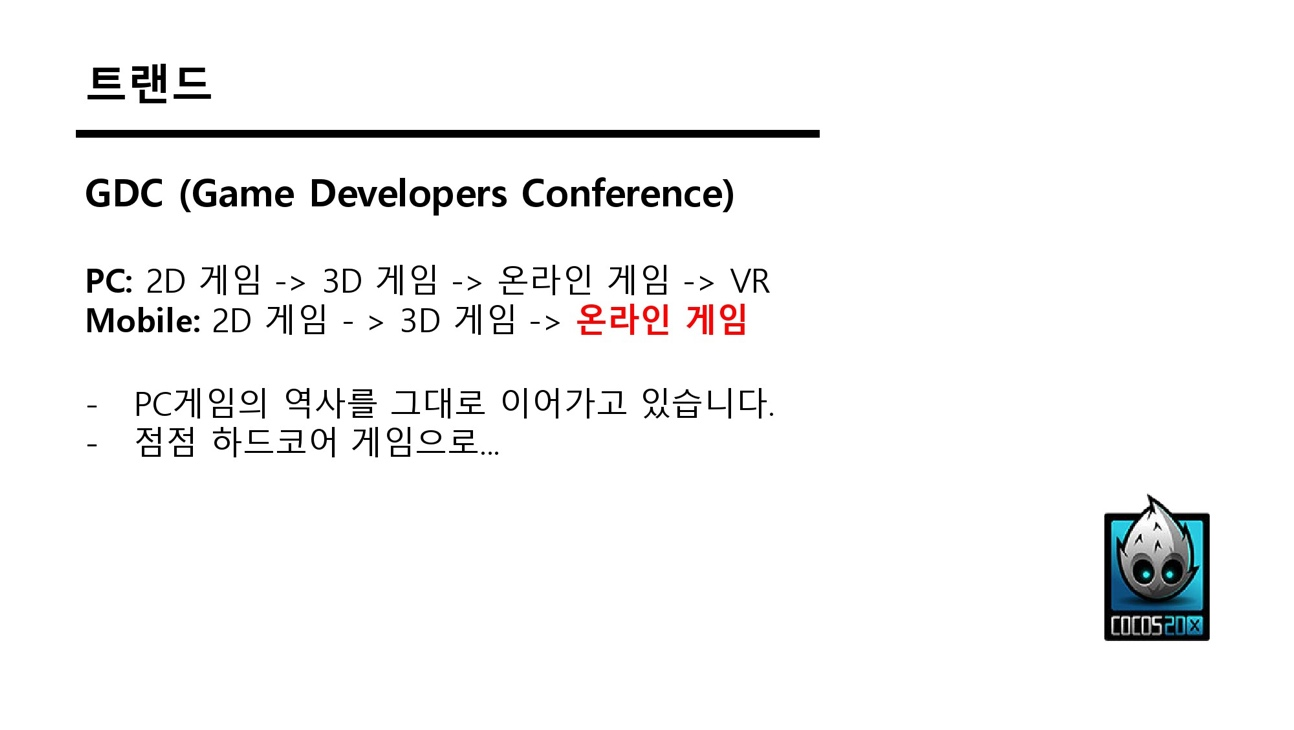 트랜드
GDC (Game Developers Conference)
PC: 2D 게임 -> 3D 게임 -> 온라인 게임 -> VR
Mobile: 2D 게임 - > 3D 게임 -> 온라인 게임
- PC게임의 역사를 그대로 이어가고 있습니다.
- 점점 하드코어 게임으로...
COCOS2DX